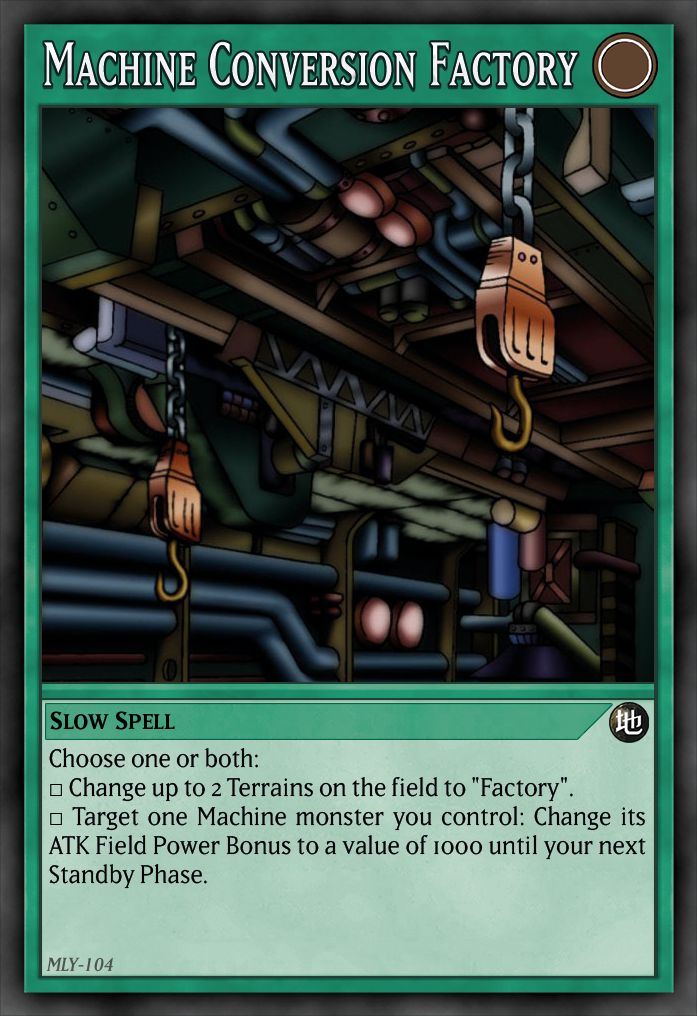 Machine Conversion Factory
Slow Spell
Choose one or both:
□ Change up to 2 Terrains on the field to "Factory".
□ Target one Machine monster you control: Change its
ATK Field Power Bonus to a value of 1000 until your next
Standby Phase.
MLY-104